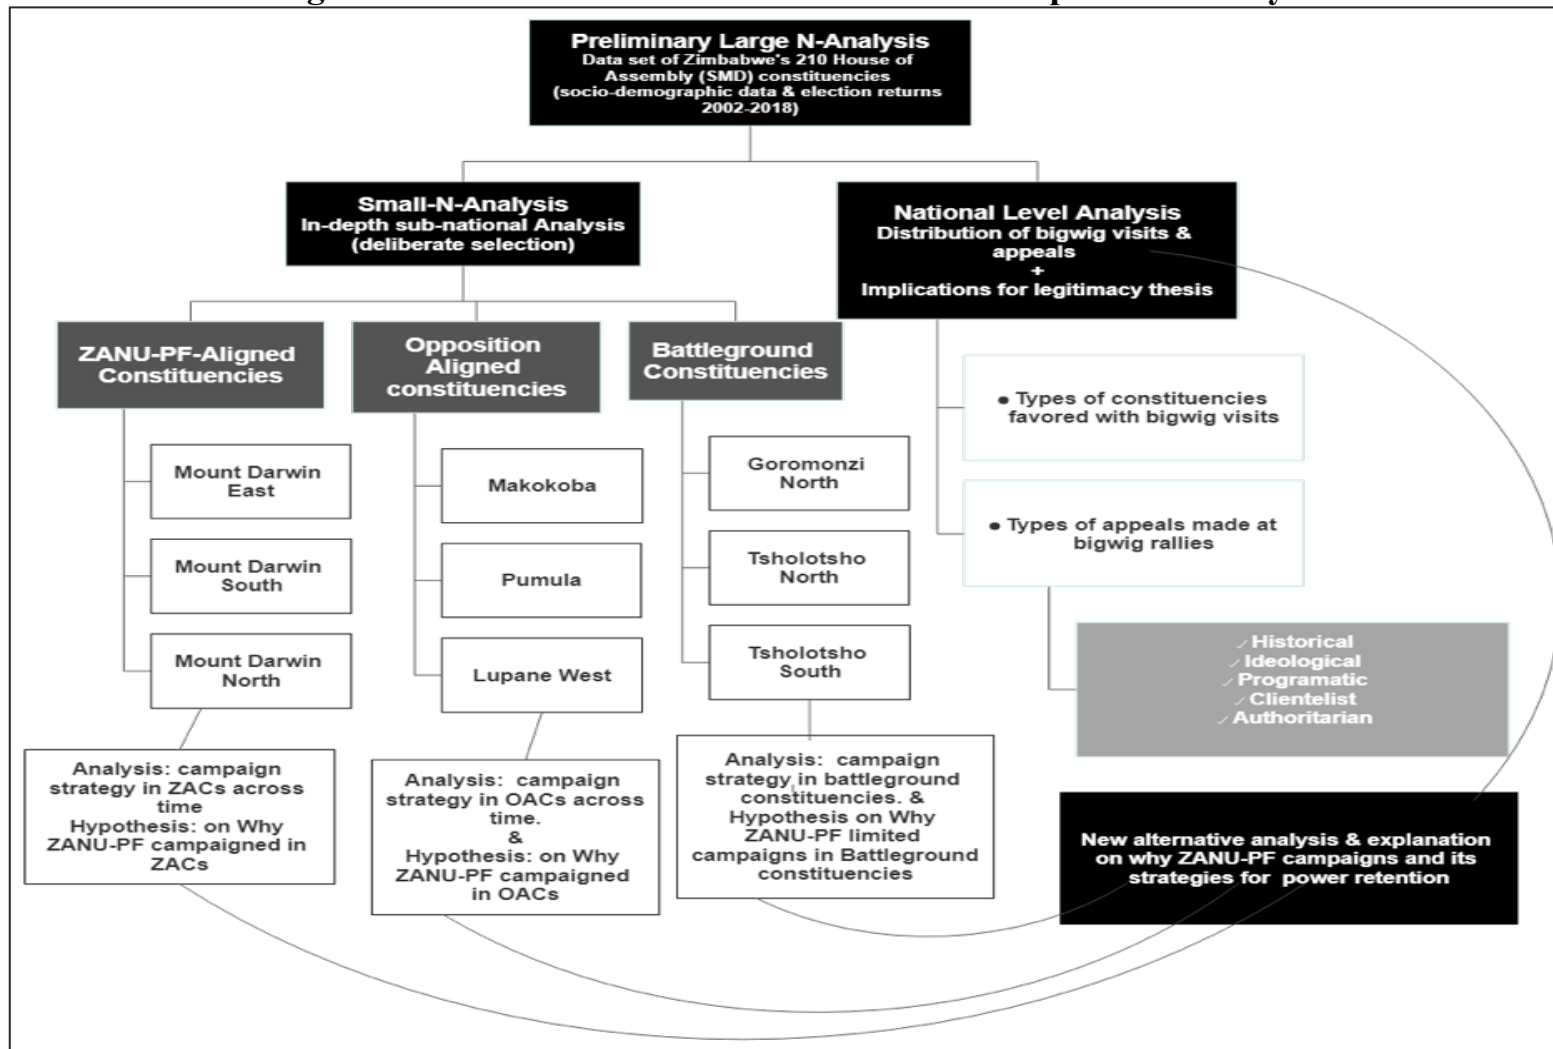 Preliminary Large N-Analysis
Data set of Zimbabwe's 210 House of
Assembly (SMD) constituencies
(socio-demographic data & election returns
2002-2018)
Small-N-Analysis
In-depth sub-national Analysis
(deliberate selection)
National Level Analysis
Distribution of bigwig visits &
appeals
+
Implications for legitimacy thesis
ZANU-PF-Aligned
Constituencies
Opposition
Aligned
constituencies
Battleground
Constituencies
Mount Darwin
East
Mount Darwin
South
Mount Darwin
North
Makokoba
Pumula
Lupane West
Goromonzi
North
Tsholotsho
North
Tsholotsho
South
● Types of constituencies
favored with bigwig visits
● Types of appeals made at
bigwig rallies
✓ Historical
✓ Ideological
✓ Programatic
✓ Clientelist
✓ Authoritarian
Analysis: campaign
strategy in ZACs across
time
Hypothesis: on Why
ZANU-PF campaigned in
ZACs
Analysis: campaign
strategy in OACs across
time.
&
Hypothesis: on Why
ZANU-PF campaigned
in OACs
Analysis: campaign
strategy in battleground
constituencies. &
Hypothesis on Why
ZANU-PF limited
campaigns in Battleground
constituencies
New alternative analysis & explanation
on why ZANU-PF campaigns and its
strategies for power retention